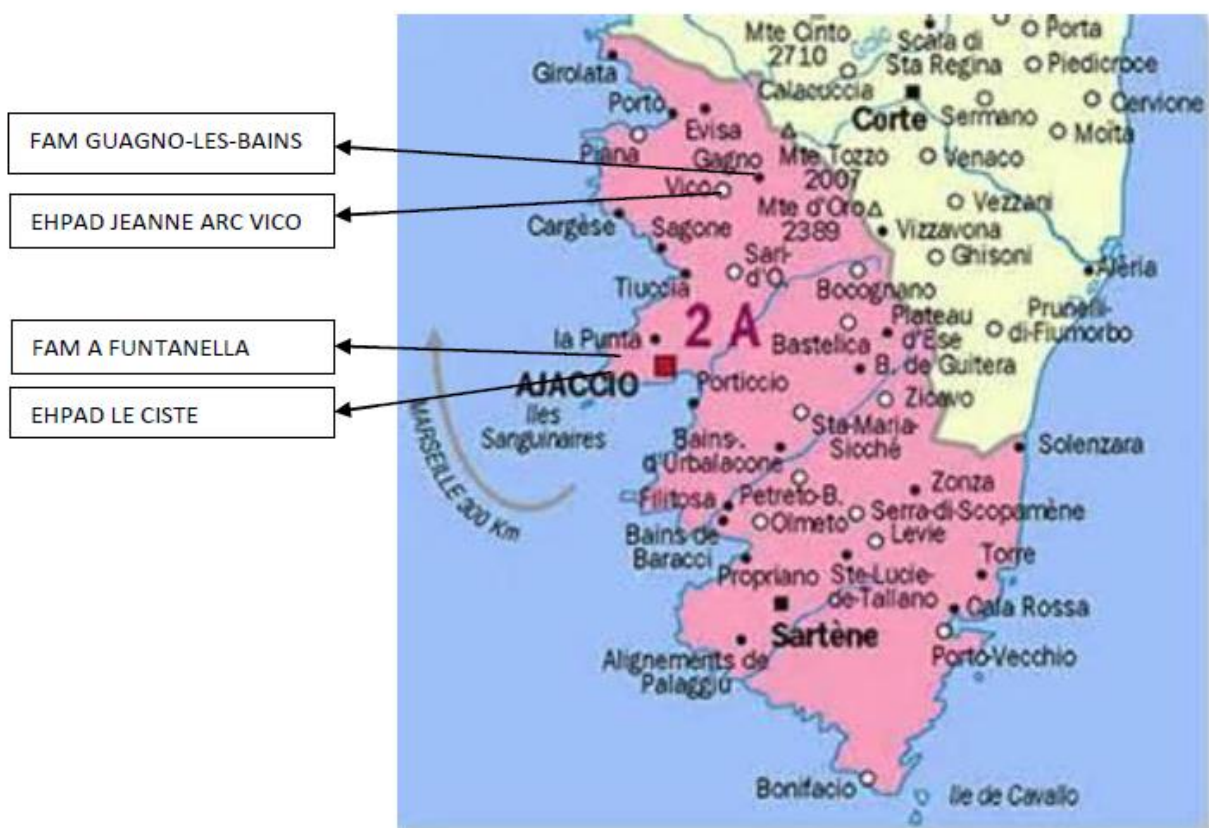 FAM GUAGNO-LES-BAINS
EHPAD JEANNE ARC VICO
FAM A FUNTANELLA
EHPAD LE CISTE
Mte Cinto
2710
Scala di
Sta Regina
Porta
Piedicroce
Girolata
Calacuccia
Porto
Evisa
Corte
Sermano
Cervione
Moïta
Piana
Gagno
Mte Tozzo
2007
Venaco
Vico
Mte d'Oro
2389
Vezzani
Cargèse
Sagone
Vizzavona
Ghisoni
Sari-
d'O.
Aléria
Tiuccia
Bocognano
Prunelli-
di-Fiumorbo
2 A
Plateau
d'Ese
la Punta
Bastelica
B. de Guitera
AJACCIO
Porticcio
Zicavo
Iles
Sanguinaires
Sta-Maria-
Sicché
MARSEILLE 300 Km
Bains-
d'Urbalacone
Solenzara
Zonza
Filitosa
Petreto-B.
Olmeto
Serra-di-Scopamène
Bains de
Baracci
Levie
Torre
Propriano
Ste-Lucie-
de-Tallano
Cala Rossa
Sartène
Porto-Vecchio
Alignements de
Palaggiu
Bonifacio
Ile de Cavallo